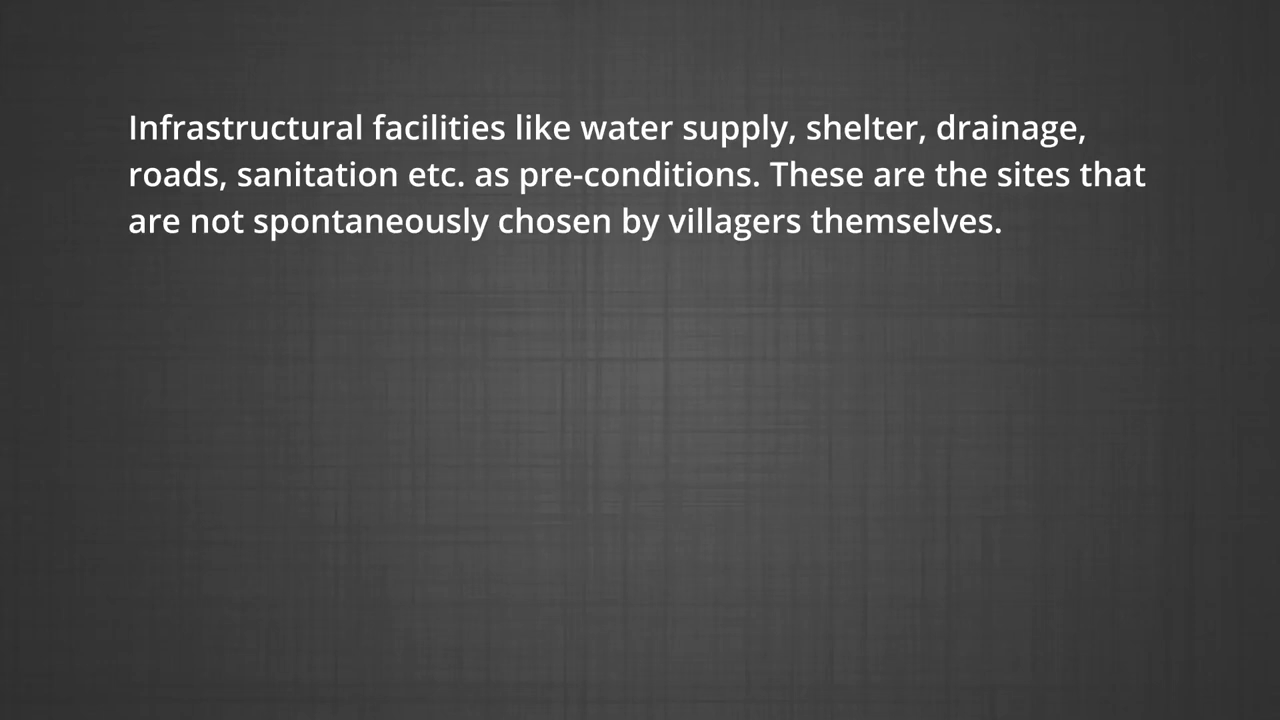 Infrastructural facilities like water supply, shelter, drainage,
roads, sanitation etc. as pre-conditions. These are the sites that
are not spontaneously chosen by villagers themselves.